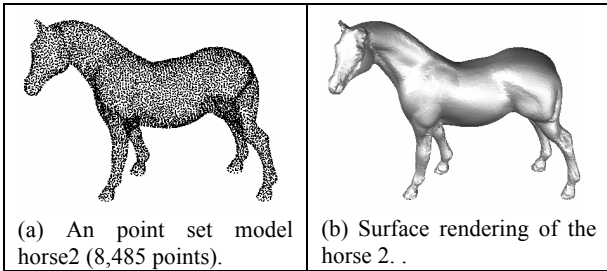 (a) An point set model
horse2 (8,485 points).
(b) Surface rendering of the
horse 2. .